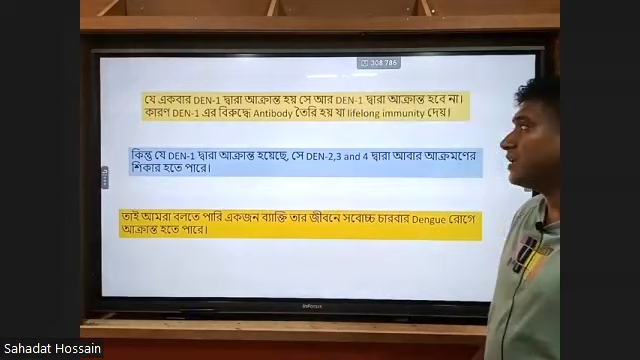 308.786
যে একবার DEN-1 দ্বারা আক্রান্ত হয় সে আর DEN-1 দ্বারা আক্রান্ত হবে না।
কারণ DEN-1 এর বিরুদ্ধে Antibody তৈরি হয় যা lifelong immunity দেয়।
কিন্তু যে DEN-1 দ্বারা আক্রান্ত হয়েছে, সে DEN-2,3 and 4 দ্বারা আবার আক্রমণের
শিকার হতে পারে।
তাই আমরা বলতে পারি একজন ব্যাক্তি তার জীবনে সর্বোচ্চ চারবার Dengue রোগে
আক্রান্ত হতে পারে।
InFocus
Sahadat Hossain